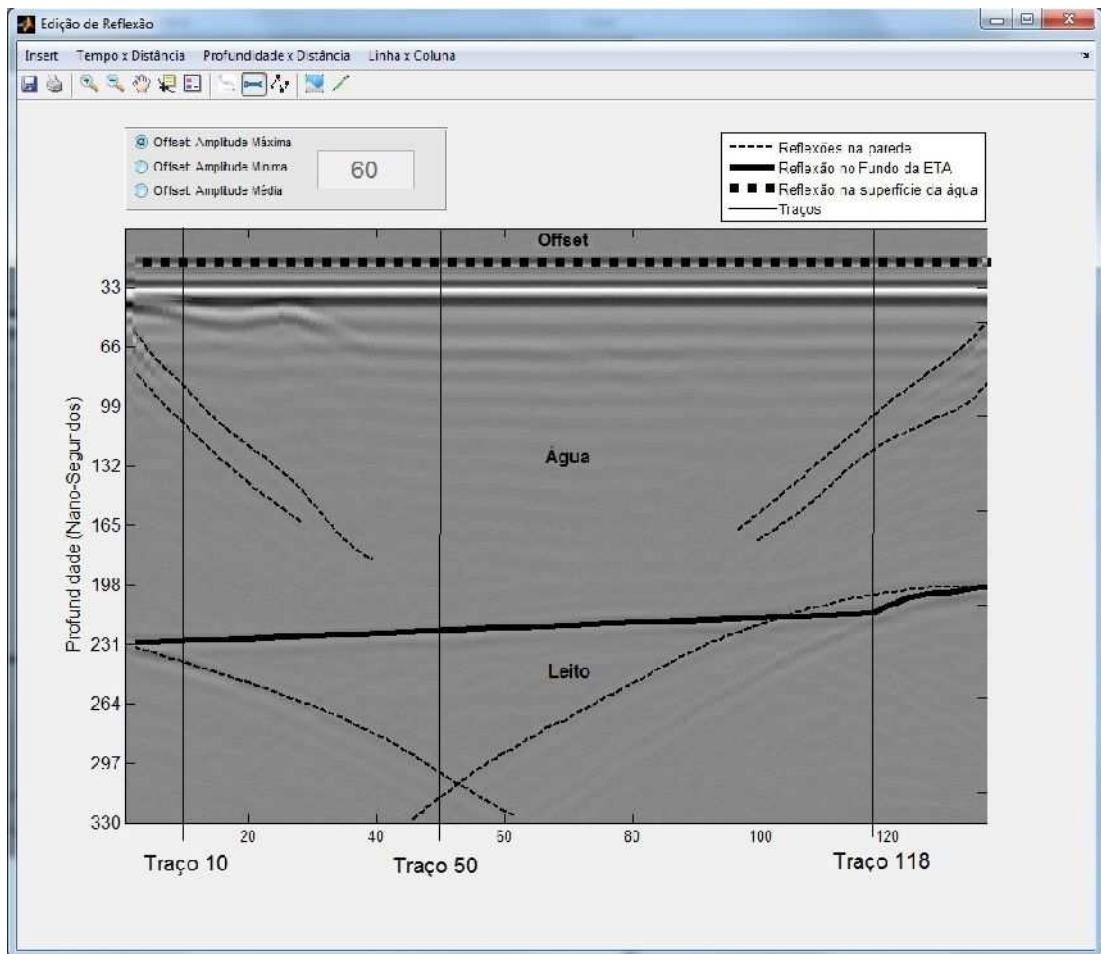 Edição de Reflexão
Insert Tempo x Distância Profundidade x Distância Linha x Coluna
Offset: Amplitude Máxima
Offset: Amplitude Mínima
Offset: Amplitude Média
60
Reflexões na parede
Reflexão no Fundo da ETA
Reflexão na superfície da água
Traços
Offset
33
66
99
132
165
198
231
264
297
330
Profundidade (Nano-Segundos)
Água
Leito
20 40 60 80 100 120
Traço 10 Traço 50 Traço 118